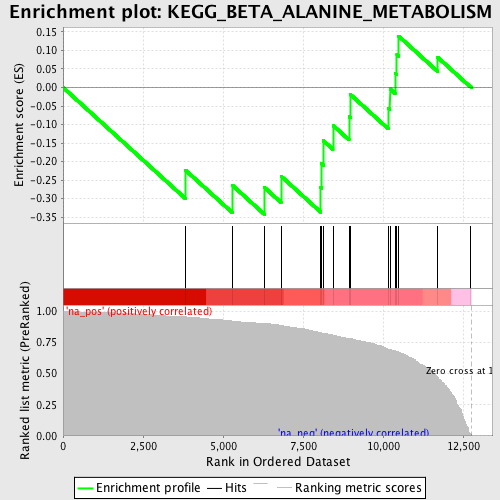 Enrichment plot: KEGG_BETA_ALANINE_METABOLISM
Enrichment score (ES)
0.15
0.10
0.05
0.00
-0.05
-0.10
-0.15
-0.20
-0.25
-0.30
-0.35
Ranked list metric (PreRanked)
'na_pos' (positively correlated)
1.00
0.75
0.50
0.25
0.00
Zero cross at 1
'na_neg' (negatively correlated)
0
2,500
5,000
7,500
10,000
12,500
Rank in Ordered Dataset
Enrichment profile
Hits
Ranking metric scores